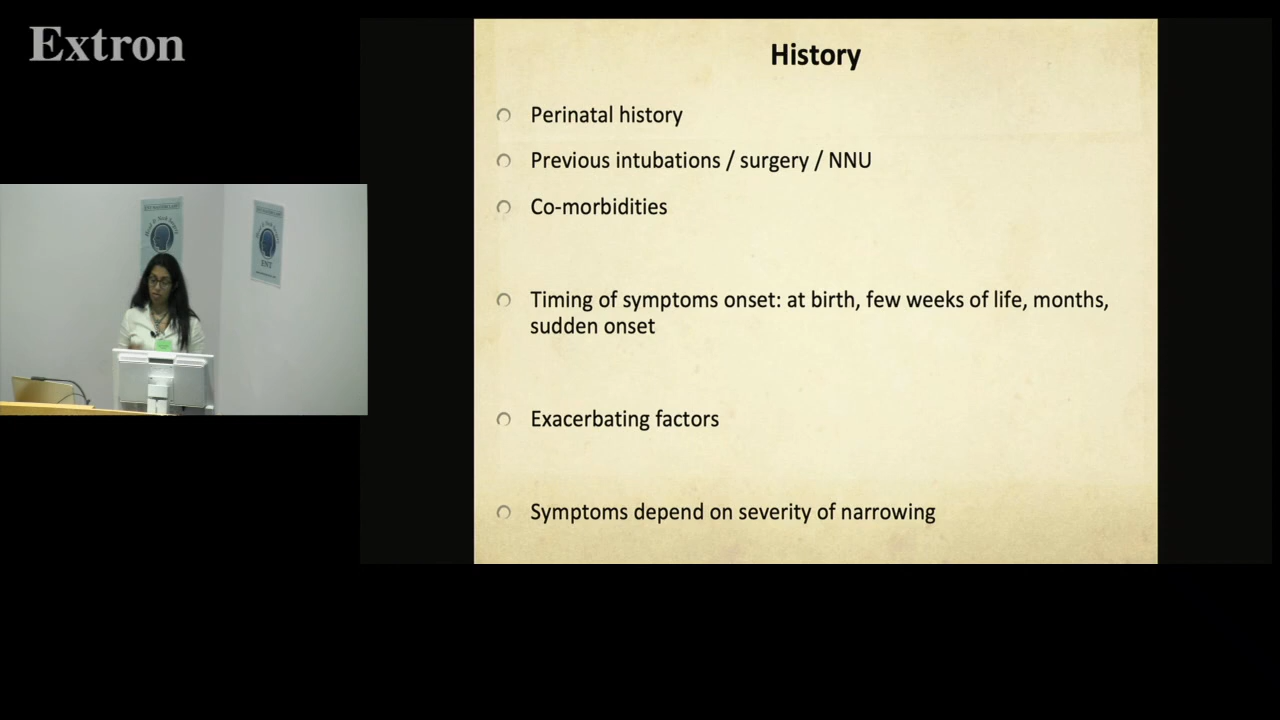 Extron
History
Perinatal history
Previous intubations / surgery / NNU
Co-morbidities
Timing of symptoms onset: at birth, few weeks of life, months,
sudden onset
Exacerbating factors
Symptoms depend on severity of narrowing
ENT